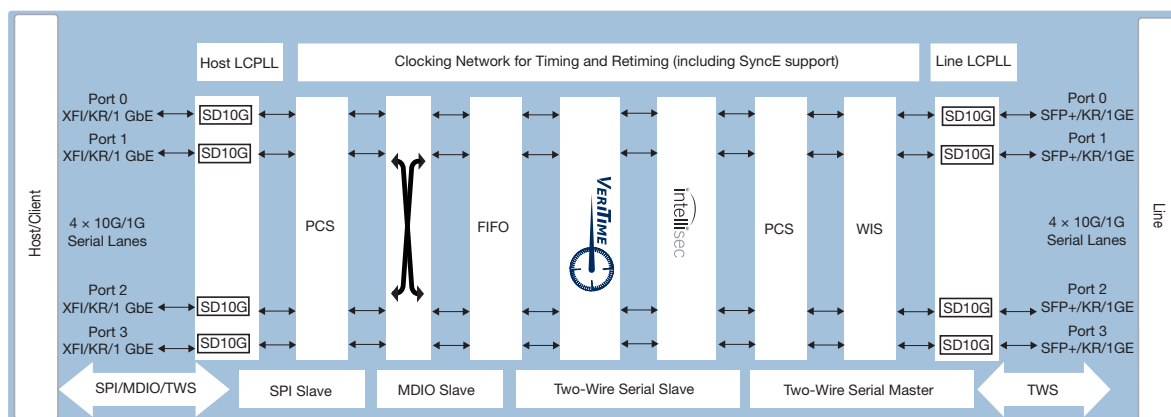 Host LCPLL
Clocking Network for Timing and Retiming (including SyncE support)
Line LCPLL
Host/Client
Port 0
XFI/KR/1 GbE
Port 1
XFI/KR/1 GbE
4 × 10G/1G
Serial Lanes
Port 2
XFI/KR/1 GbE
Port 3
XFI/KR/1 GbE
SD10G
SD10G
SD10G
SD10G
PCS
FIFO
VERITIME
intellisec
PCS
WIS
SD10G
SD10G
SD10G
SD10G
Port 0
SFP+/KR/1GE
Port 1
SFP+/KR/1GE
4 × 10G/1G
Serial Lanes
Port 2
SFP+/KR/1GE
Port 3
SFP+/KR/1GE
Line
SPI/MDIO/TWS
SPI Slave
MDIO Slave
Two-Wire Serial Slave
Two-Wire Serial Master
TWS